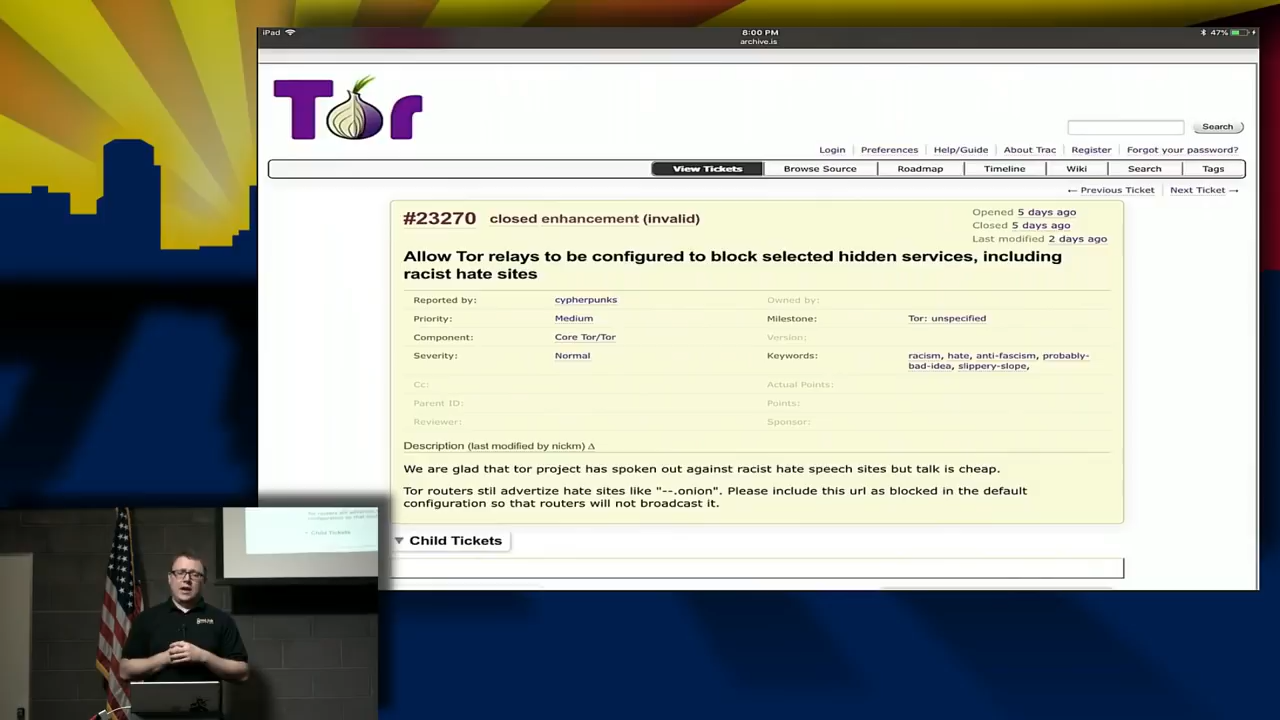 iPad
8:00 PM
47%
archive.is
Tor
Search
Login
Preferences
Help/Guide
About Trac
Register
Forgot your password?
View Tickets
Browse Source
Roadmap
Timeline
Wiki
Search
Tags
← Previous Ticket
Next Ticket →
#23270 closed enhancement (invalid)
Opened 5 days ago
Closed 5 days ago
Last modified 2 days ago
Allow Tor relays to be configured to block selected hidden services, including
racist hate sites
Reported by: cypherpunks
Owned by:
Priority: Medium
Milestone: Tor: unspecified
Component: Core Tor/Tor
Version:
Severity: Normal
Keywords: racism, hate, anti-fascism, probably-
bad-idea, slippery-slope,
Cc:
Actual Points:
Parent ID:
Points:
Reviewer:
Sponsor:
Description (last modified by nickm) Δ
We are glad that tor project has spoken out against racist hate speech sites but talk is cheap.
Tor routers stil advertize hate sites like "--.onion". Please include this url as blocked in the default
configuration so that routers will not broadcast it.
▼ Child Tickets
Child Tickets